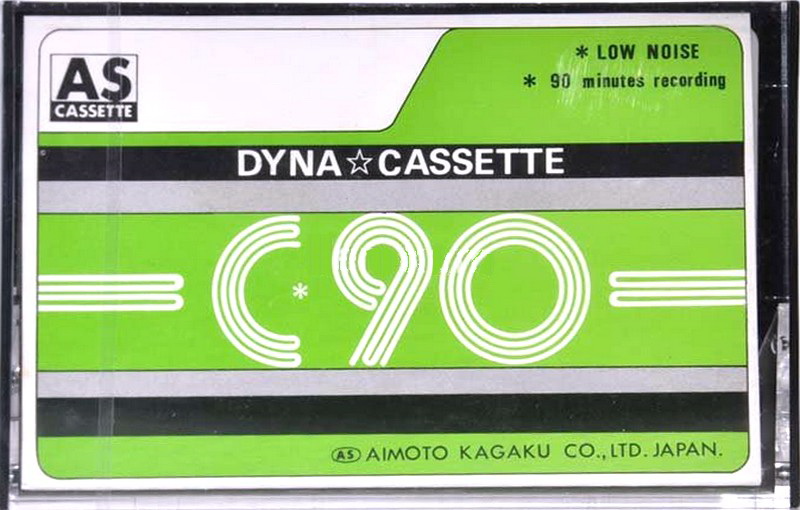 AS
CASSETTE
* LOW NOISE
* 90 minutes recording
DYNA☆CASSETTE
C*90
AS AIMOTO KAGAKU CO.,LTD. JAPAN.